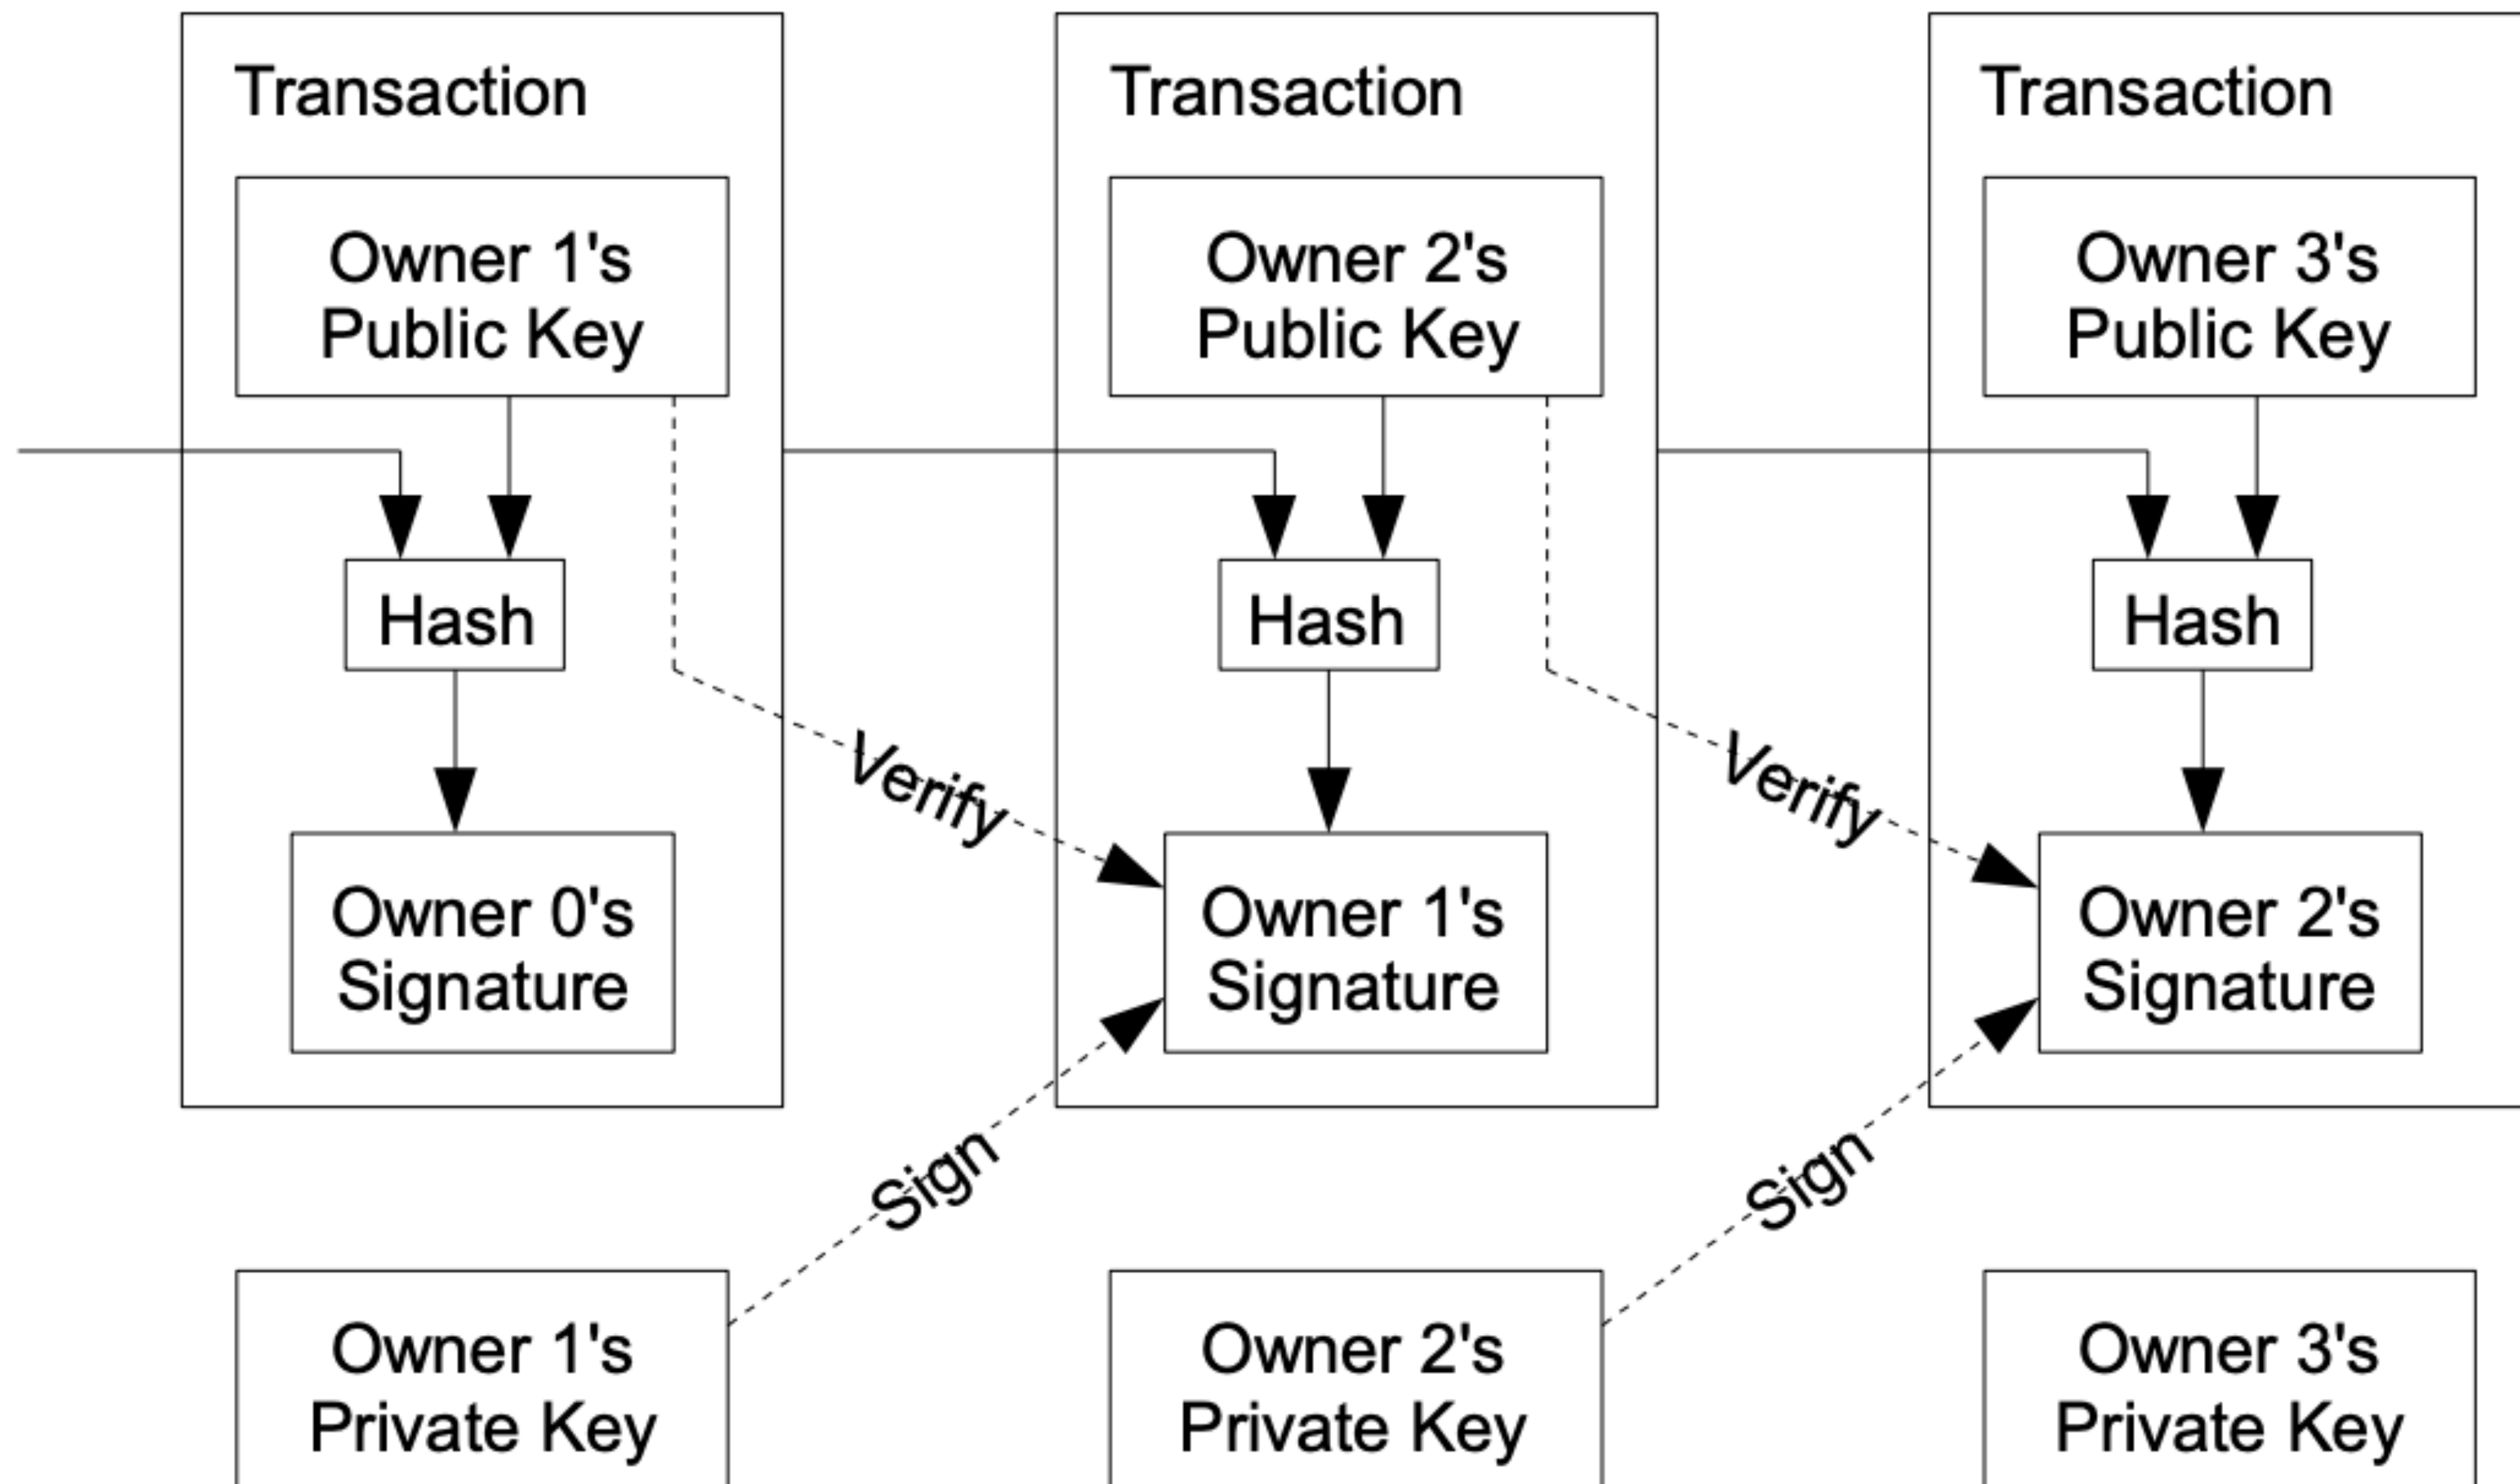 Transaction
Transaction
Transaction
Owner 1's
Public Key
Owner 2's
Public Key
Owner 3's
Public Key
Hash
Hash
Hash
Verify
Verify
Owner 0's
Signature
Owner 1's
Signature
Owner 2's
Signature
Sign
Sign
Owner 1's
Private Key
Owner 2's
Private Key
Owner 3's
Private Key